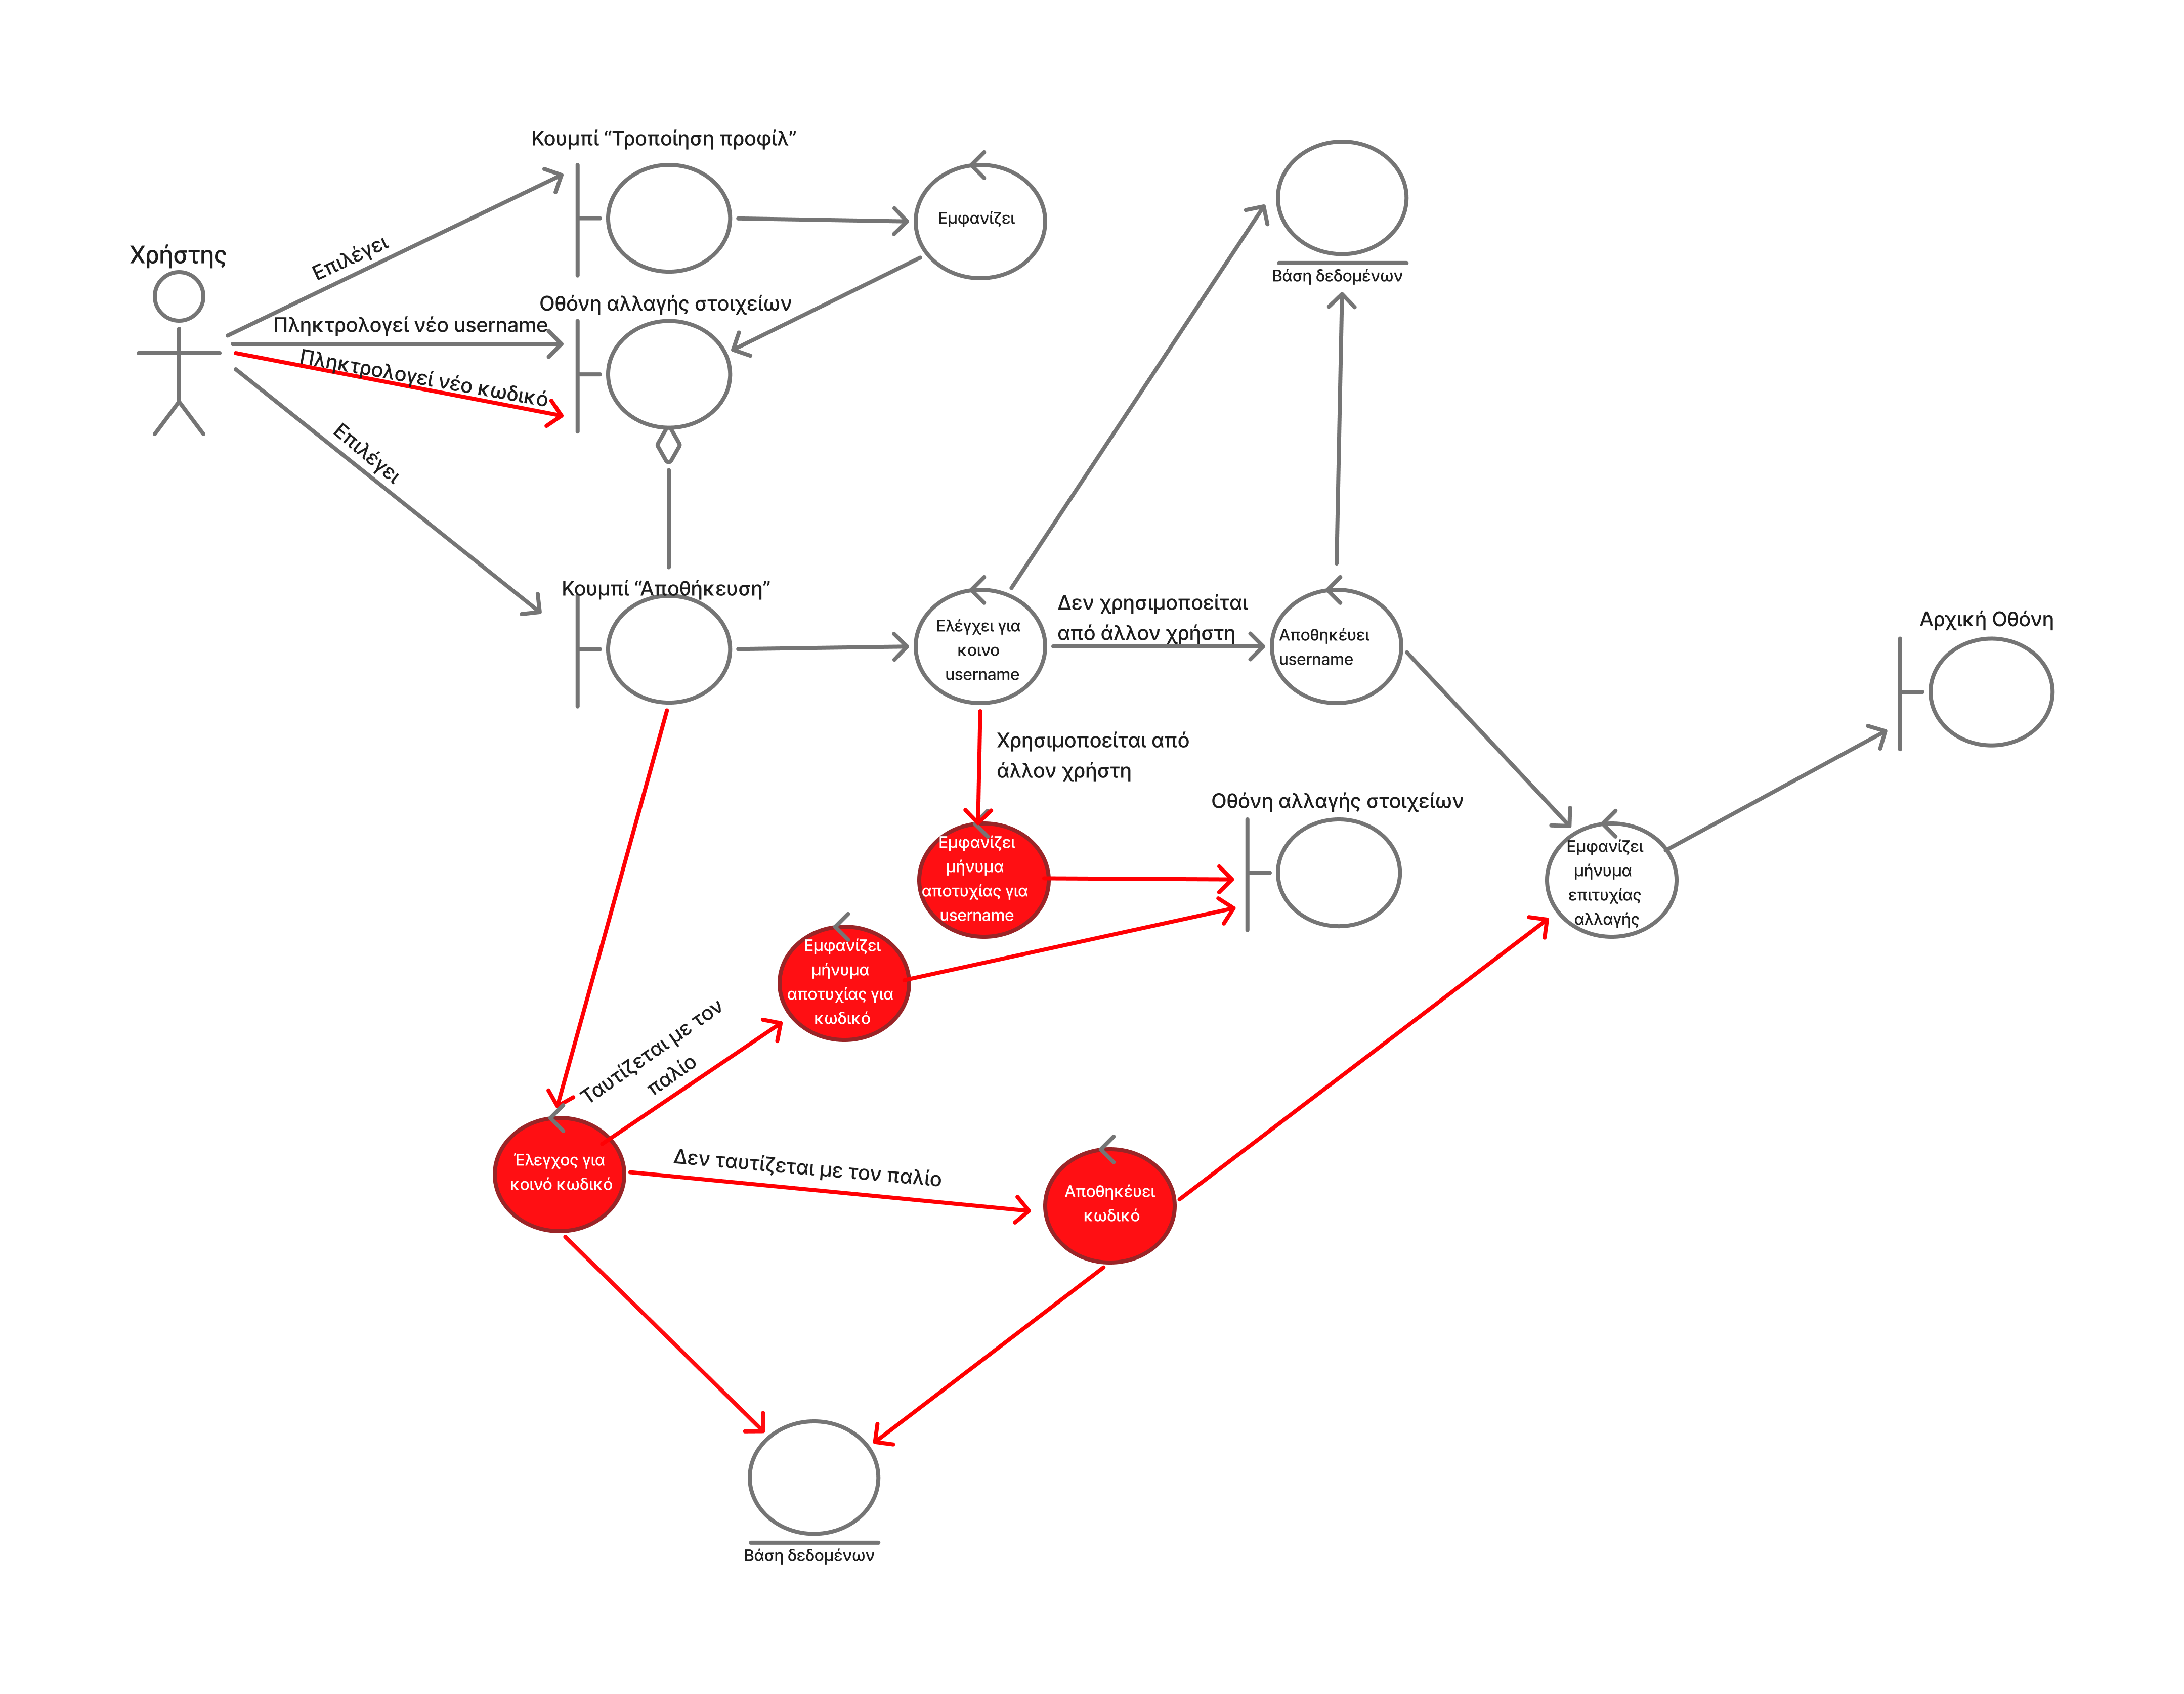 Κουμπί “Τροποίηση προφίλ”
Εμφανίζει
Βάση δεδομένων
Χρήστης
Επιλέγει
Οθόνη αλλαγής στοιχείων
Πληκτρολογεί νέο username
Πληκτρολογεί νέο κωδικό
Επιλέγει
Κουμπί “Αποθήκευση”
Ελέγχει για
κοινο
username
Δεν χρησιμοποείται
από άλλον χρήστη
Αποθηκέυει
username
Αρχική Οθόνη
Χρησιμοποείται από
άλλον χρήστη
Οθόνη αλλαγής στοιχείων
Εμφανίζει
μήνυμα
αποτυχίας για
username
Εμφανίζει
μήνυμα
επιτυχίας
αλλαγής
Εμφανίζει
μήνυμα
αποτυχίας για
κωδικό
Ταυτίζεται με τον
παλίο
Έλεγχος για
κοινό κωδικό
Δεν ταυτίζεται με τον παλίο
Αποθηκέυει
κωδικό
Βάση δεδομένων